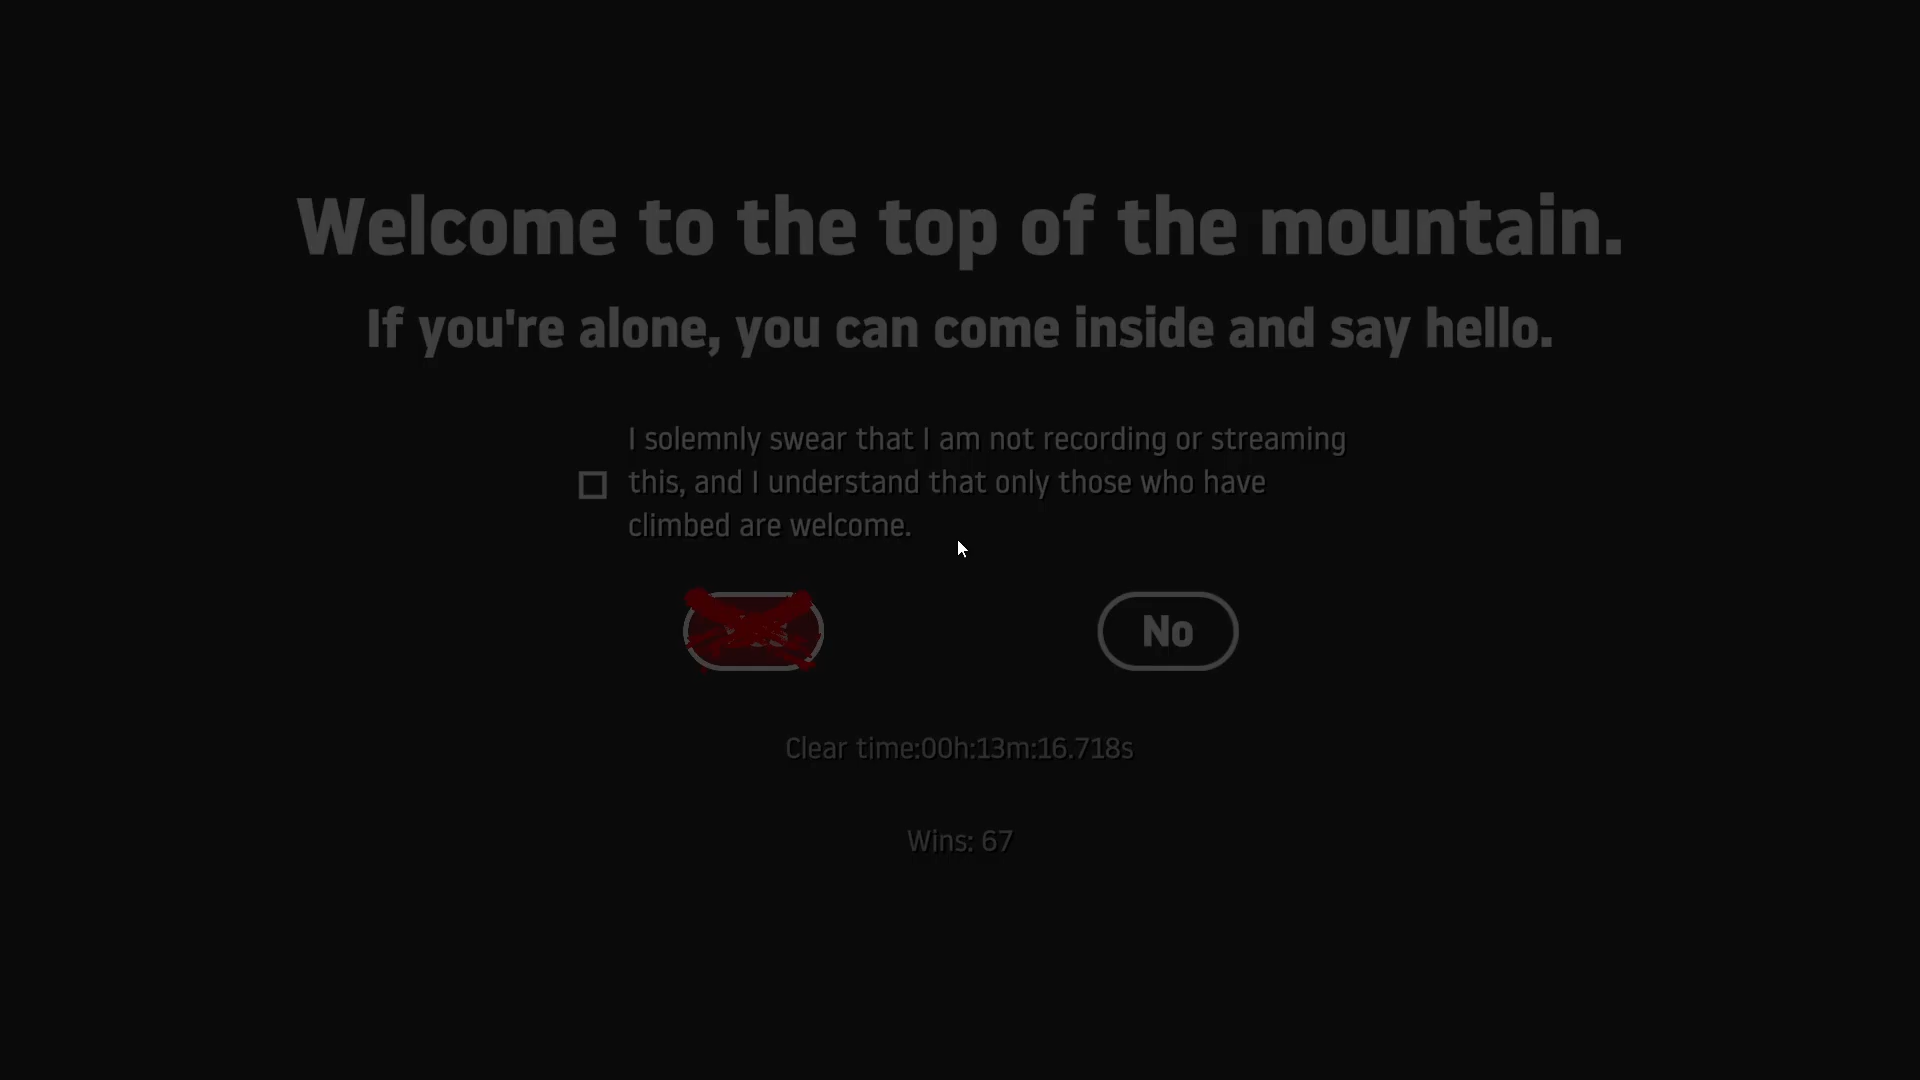 Welcome to the top of the mountain.
If you're alone, you can come inside and say hello.
I solemnly swear that I am not recording or streaming
this, and I understand that only those who have
climbed are welcome.
No
Clear time:00h:13m:16.718s
Wins: 67